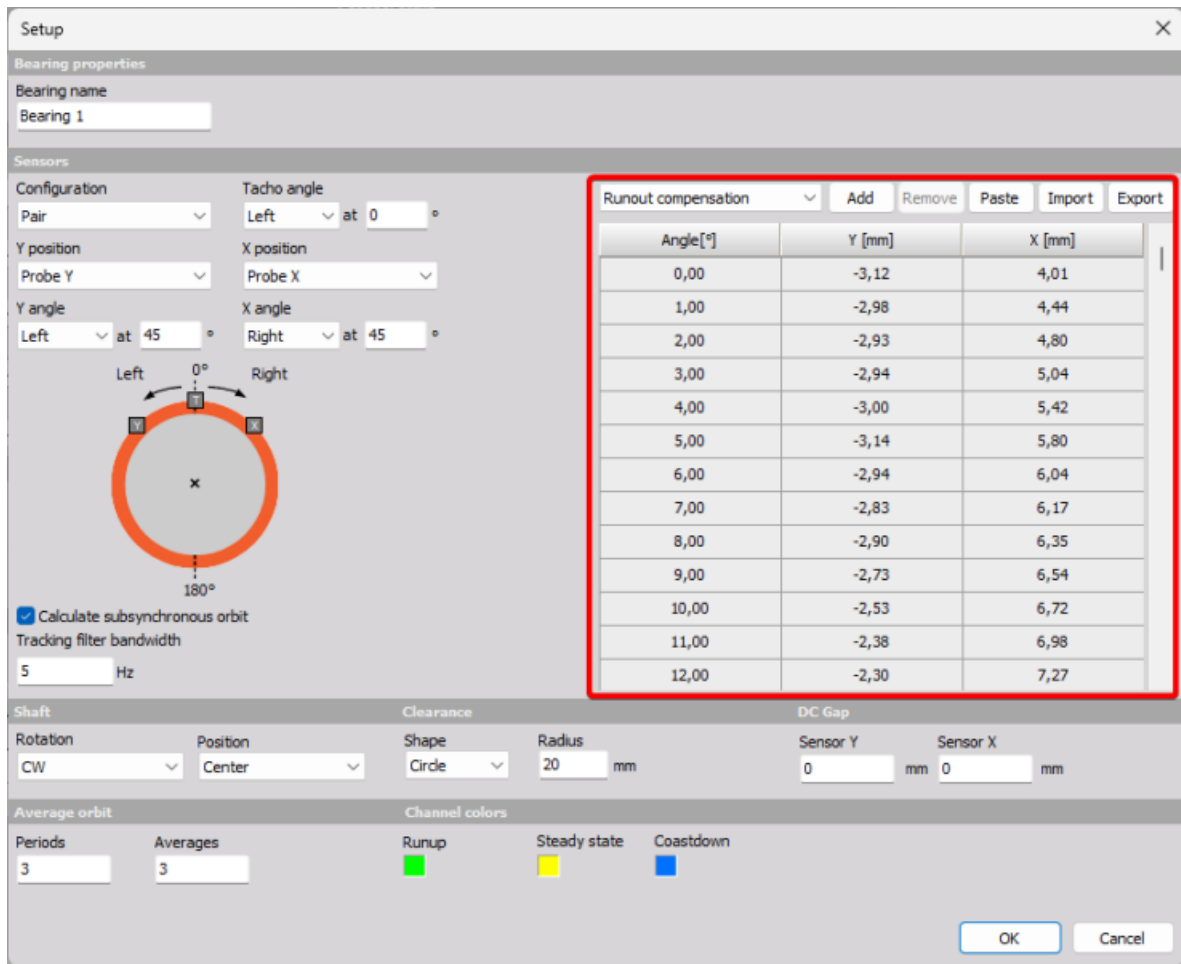 Setup
Bearing properties
Bearing name
Bearing 1
Sensors
Configuration Tacho angle
Pair Left at 0 °
Y position X position
Probe Y Probe X
Y angle X angle
Left at 45 ° Right at 45 °
Left 0° Right
T
Y X
180°
Calculate subsynchronous orbit
Tracking filter bandwidth
5 Hz
Runout compensation Add Remove Paste Import Export
Angle[°] Y [mm] X [mm]
0,00 -3,12 4,01
1,00 -2,98 4,44
2,00 -2,93 4,80
3,00 -2,94 5,04
4,00 -3,00 5,42
5,00 -3,14 5,80
6,00 -2,94 6,04
7,00 -2,83 6,17
8,00 -2,90 6,35
9,00 -2,73 6,54
10,00 -2,53 6,72
11,00 -2,38 6,98
12,00 -2,30 7,27
Shaft Clearance DC Gap
Rotation Position Shape Radius Sensor Y Sensor X
CW Center Circle 20 mm 0 mm 0 mm
Average orbit Channel colors
Periods Averages Runup Steady state Coastdown
3 3
OK Cancel